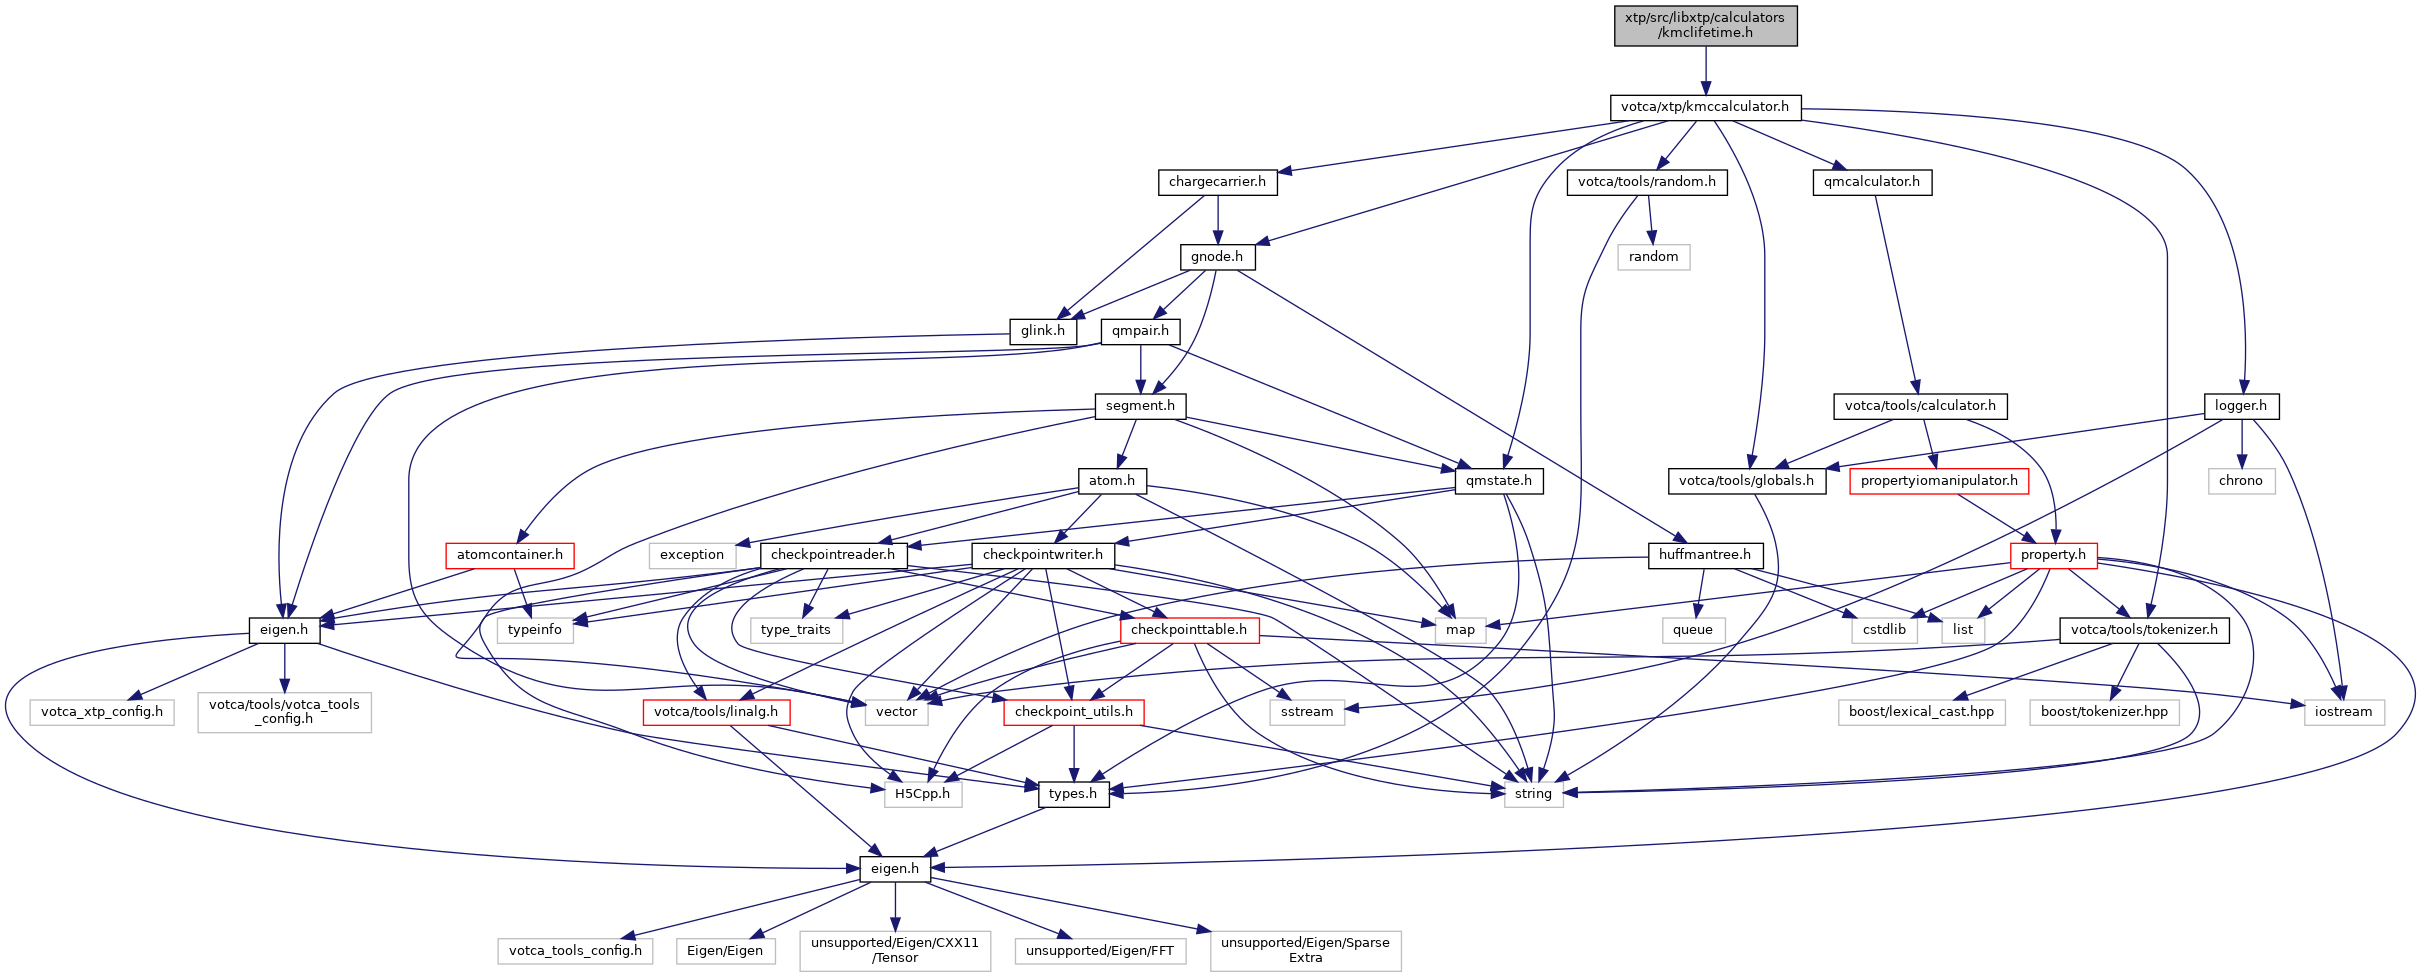 xtp/src/libxtp/calculators
/kmclifetime.h
votca/xtp/kmccalculator.h
chargecarrier.h
votca/tools/random.h
qmcalculator.h
gnode.h
random
glink.h
qmpair.h
segment.h
votca/tools/calculator.h
logger.h
atom.h
qmstate.h
votca/tools/globals.h
propertyiomanipulator.h
chrono
atomcontainer.h
exception
checkpointreader.h
checkpointwriter.h
huffmantree.h
property.h
eigen.h
typeinfo
type_traits
checkpointtable.h
map
queue
cstdlib
list
votca/tools/tokenizer.h
votca_xtp_config.h
votca/tools/votca_tools
_config.h
votca/tools/linalg.h
vector
checkpoint_utils.h
sstream
boost/lexical_cast.hpp
boost/tokenizer.hpp
iostream
H5Cpp.h
types.h
string
eigen.h
votca_tools_config.h
Eigen/Eigen
unsupported/Eigen/CXX11
/Tensor
unsupported/Eigen/FFT
unsupported/Eigen/Sparse
Extra